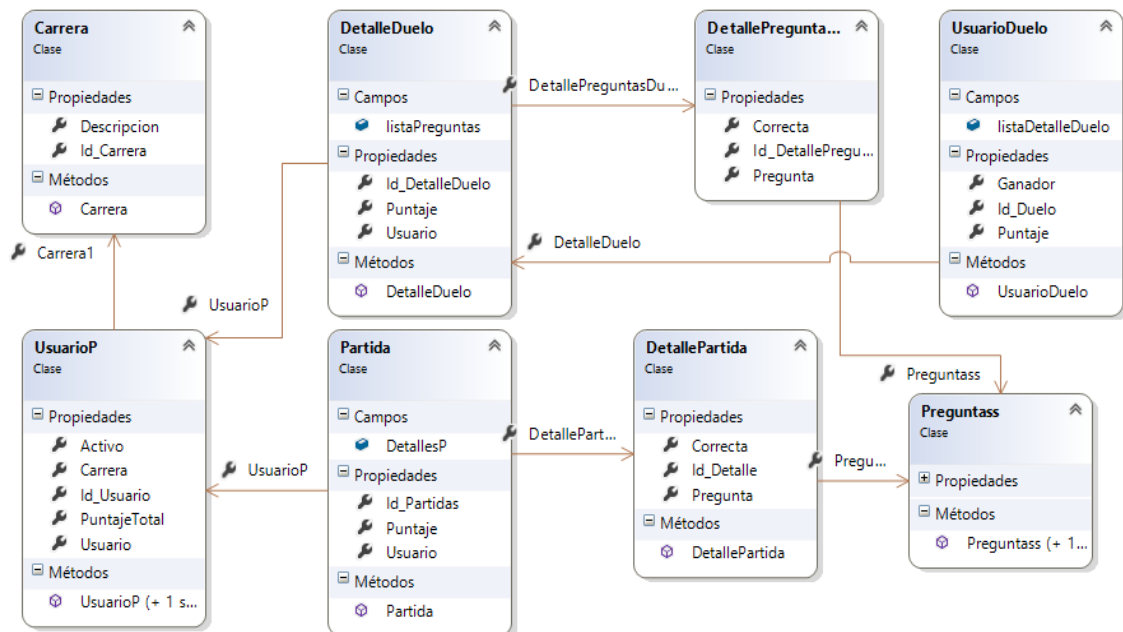 Carrera
Clase
Propiedades
Descripcion
Id_Carrera
Métodos
Carrera
Carrera1
DetalleDuelo
Clase
Campos
listaPreguntas
Propiedades
Id_DetalleDuelo
Puntaje
Usuario
Métodos
DetalleDuelo
DetallePreguntasDu...
DetallePregunta...
Clase
Propiedades
Correcta
Id_DetallePregu...
Pregunta
UsuarioDuelo
Clase
Campos
listaDetalleDuelo
Propiedades
Ganador
Id_Duelo
Puntaje
Métodos
UsuarioDuelo
DetalleDuelo
UsuarioP
UsuarioP
Clase
Propiedades
Activo
Carrera
Id_Usuario
PuntajeTotal
Usuario
Métodos
UsuarioP (+ 1 s...
UsuarioP
Partida
Clase
Campos
DetallesP
Propiedades
Id_Partidas
Puntaje
Usuario
Métodos
Partida
DetallePart...
DetallePartida
Clase
Propiedades
Correcta
Id_Detalle
Pregunta
Métodos
DetallePartida
Pregu...
Preguntass
Preguntass
Clase
Propiedades
Métodos
Preguntass (+ 1...